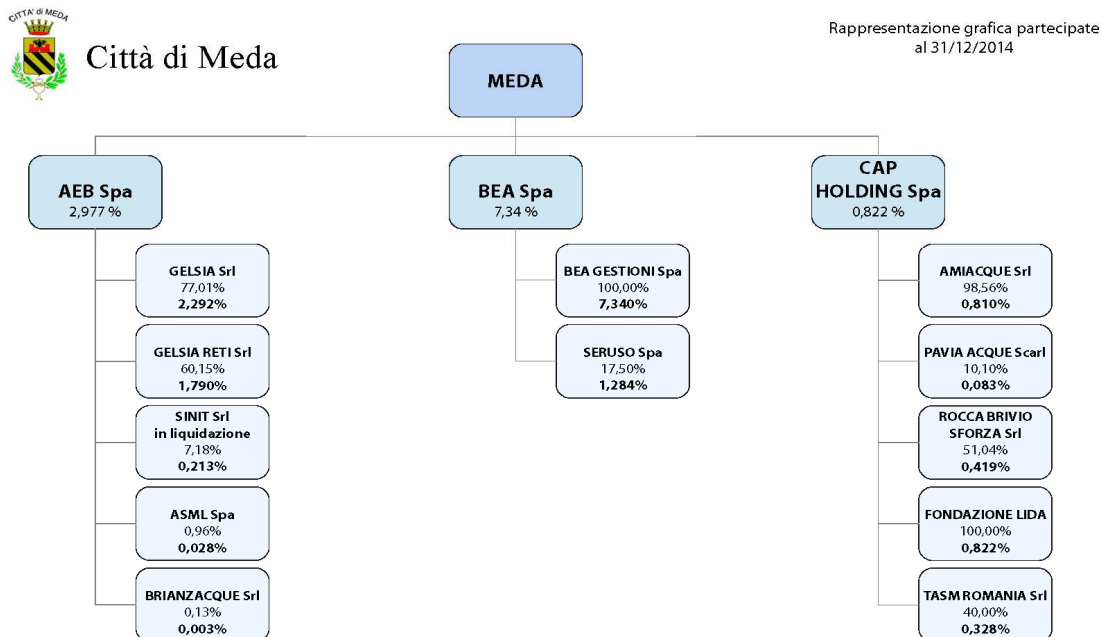 CITTA' di MEDA
Città di Meda
Rappresentazione grafica partecipate
al 31/12/2014
MEDA
AEB Spa
2,977 %
GELSIA Srl
77,01%
2,292%
GELSIA RETI Srl
60,15%
1,790%
SINIT Srl
in liquidazione
7,18%
0,213%
ASML Spa
0,96%
0,028%
BRIANZACQUE Srl
0,13%
0,003%
BEA Spa
7,34 %
BEA GESTIONI Spa
100,00%
7,340%
SERUSO Spa
17,50%
1,284%
CAP
HOLDING Spa
0,822 %
AMIACQUE Srl
98,56%
0,810%
PAVIA ACQUE Scarl
10,10%
0,083%
ROCCA BRIVIO
SFORZA Srl
51,04%
0,419%
FONDAZIONE LIDA
100,00%
0,822%
TASM ROMANIA Srl
40,00%
0,328%